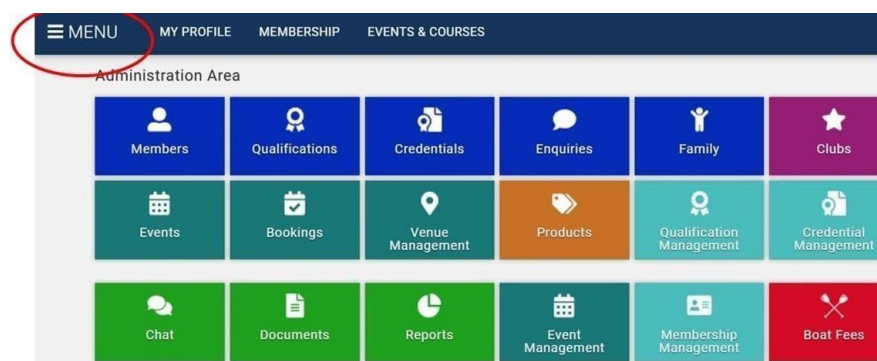 MENU MY PROFILE MEMBERSHIP EVENTS & COURSES
Administration Area
Members Qualifications Credentials Enquiries Family Clubs
Events Bookings Venue Management Products Qualification Management Credential Management
Chat Documents Reports Event Management Membership Management Boat Fees